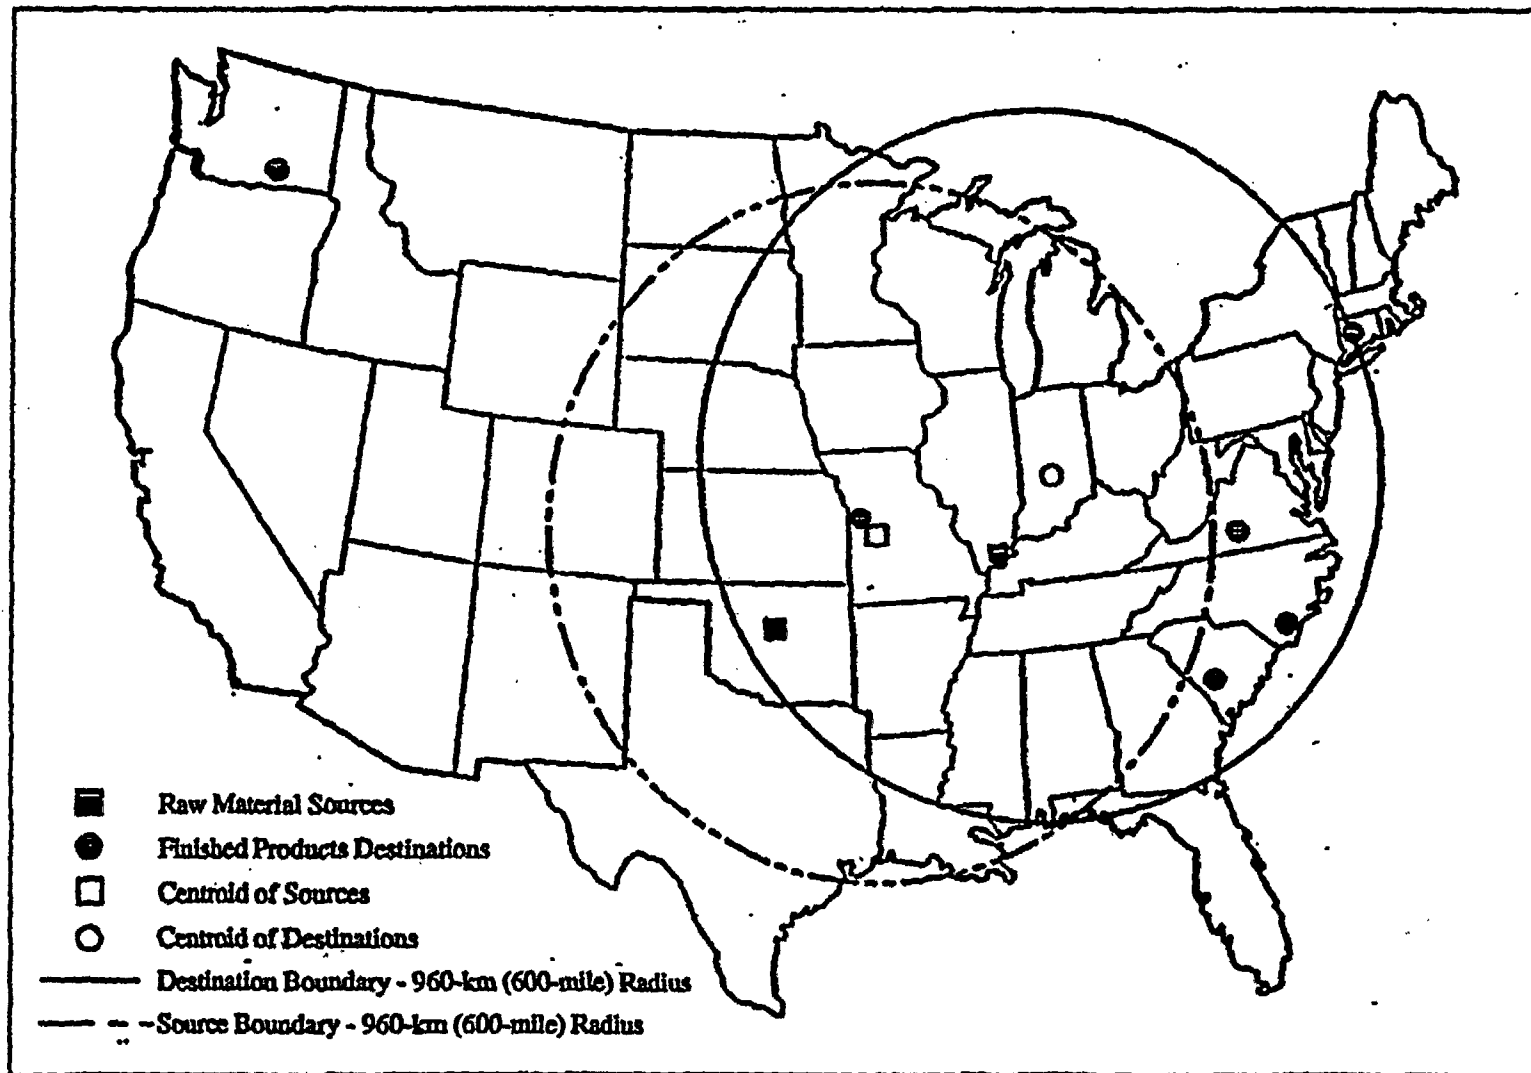 Raw Material Sources
Finished Products Destinations
Centroid of Sources
Centroid of Destinations
Destination Boundary - 960-km (600-mile) Radius
Source Boundary - 960-km (600-mile) Radius